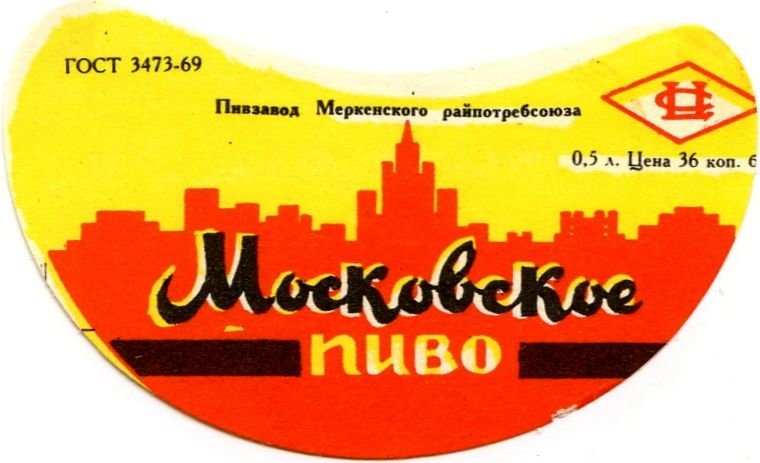 ГОСТ 3473-69
Пивзавод Меркенского райпотребсоюза
0,5 л. Цена 36 коп. б
Московское
пиво